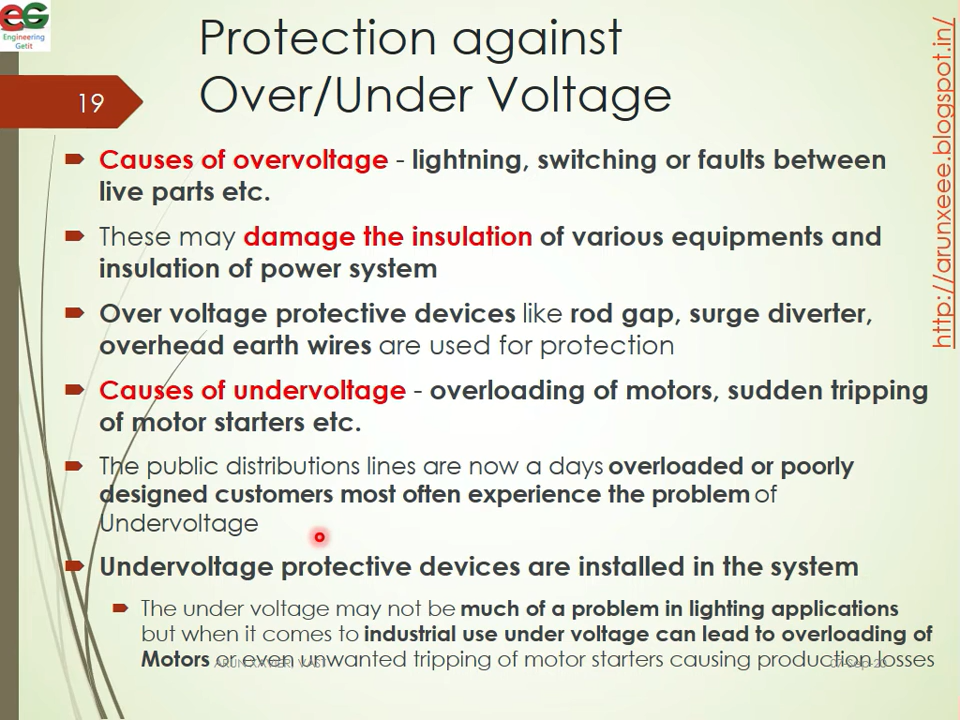 EG
Engineering
Getit
Protection against
Over/Under Voltage
19
http://arunxeee.blogspot.in/
Causes of overvoltage - lightning, switching or faults between
live parts etc.
These may damage the insulation of various equipments and
insulation of power system
Over voltage protective devices like rod gap, surge diverter,
overhead earth wires are used for protection
Causes of undervoltage - overloading of motors, sudden tripping
of motor starters etc.
The public distributions lines are now a days overloaded or poorly
designed customers most often experience the problem of
Undervoltage
Undervoltage protective devices are installed in the system
The under voltage may not be much of a problem in lighting applications
but when it comes to industrial use under voltage can lead to overloading of
Motors or even unwanted tripping of motor starters causing production losses
ARUN XAVIER, VAST